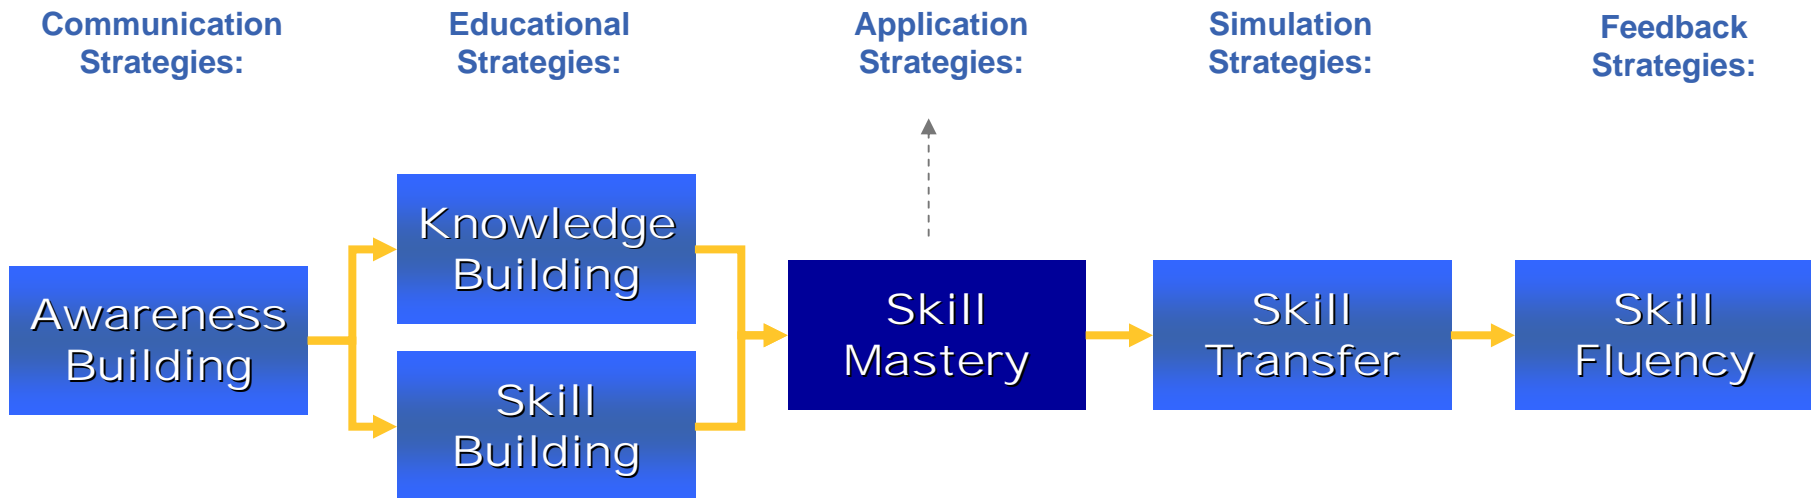 Communication
Strategies:
Educational
Strategies:
Application
Strategies:
Simulation
Strategies:
Feedback
Strategies:
Awareness
Building
Knowledge
Building
Skill
Building
Skill
Mastery
Skill
Transfer
Skill
Fluency